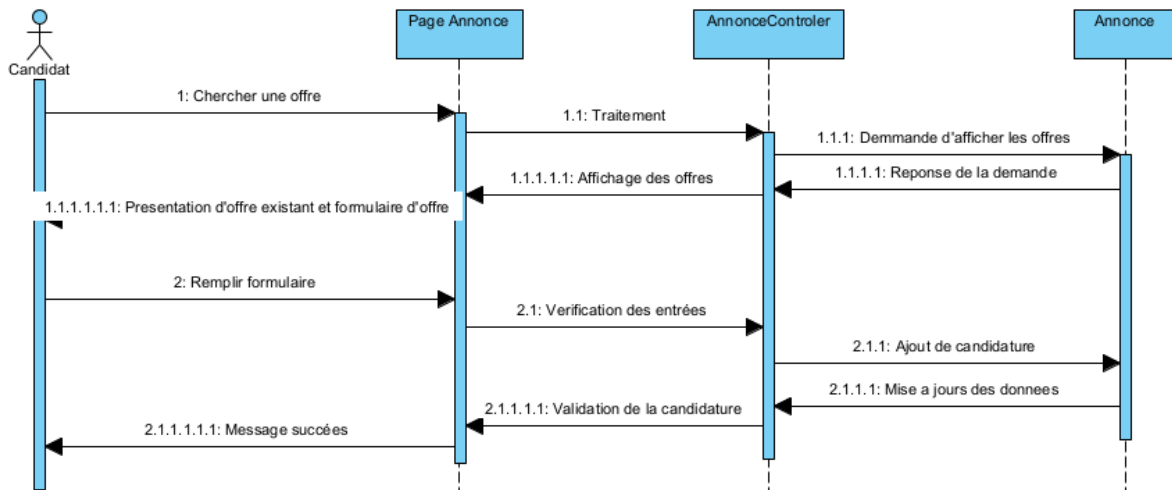 Page Annonce
AnnonceControler
Annonce
Candidat
1: Chercher une offre
1.1: Traitement
1.1.1: Demmande d'afficher les offres
1.1.1.1: Reponse de la demande
1.1.1.1.1: Affichage des offres
1.1.1.1.1.1: Presentation d'offre existant et formulaire d'offre
2: Remplir formulaire
2.1: Verification des entrées
2.1.1: Ajout de candidature
2.1.1.1: Mise a jours des donnees
2.1.1.1.1: Validation de la candidature
2.1.1.1.1.1: Message succées